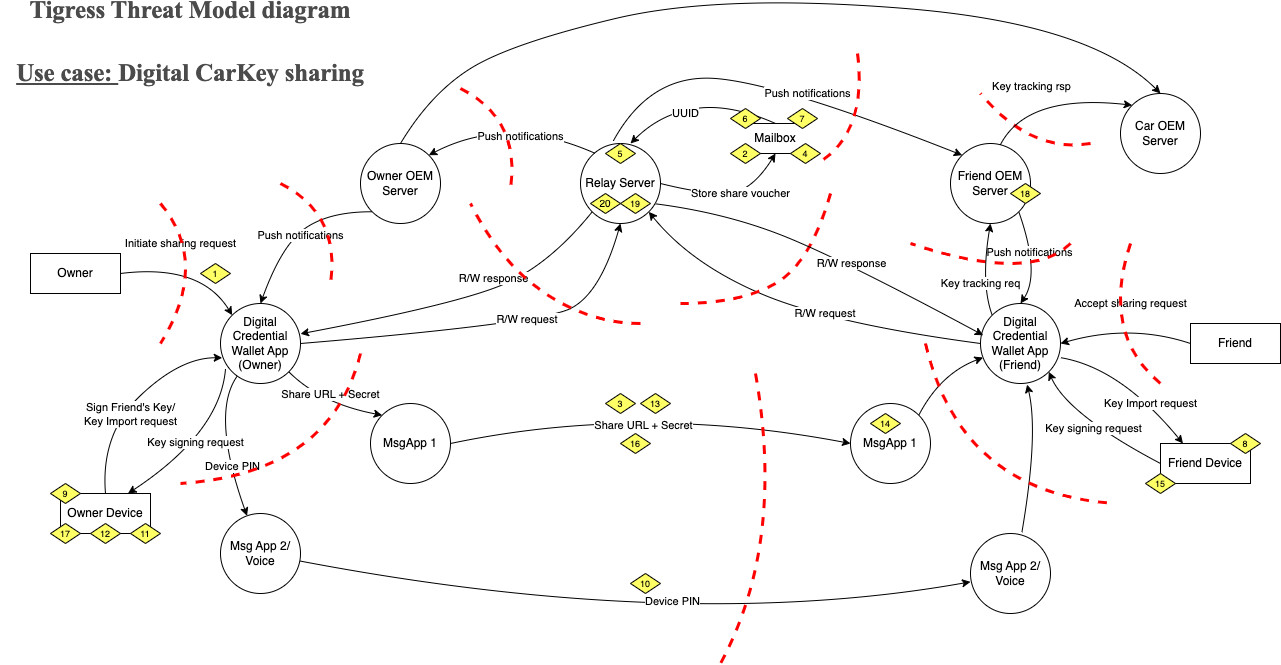 Tigress Threat Model diagram
Use case: Digital CarKey sharing
Key tracking rsp
Push notifications
UUID
6
7
Mailbox
2
4
Car OEM
Server
Push notifications
5
Owner OEM
Server
Relay Server
20
19
Store share voucher
Friend OEM
Server
18
Initiate sharing request
Push notifications
Owner
1
R/W response
R/W response
Push notifications
Key tracking req
Accept sharing request
R/W request
R/W request
Digital
Credential
Wallet App
(Owner)
Digital
Credential
Wallet App
(Friend)
Friend
Share URL + Secret
Sign Friend's Key/
Key Import request
Key signing request
Device PIN
MsgApp 1
3
13
Share URL + Secret
16
14
MsgApp 1
Key Import request
Key signing request
8
Friend Device
15
9
Owner Device
17
12
11
Msg App 2/
Voice
10
Device PIN
Msg App 2/
Voice